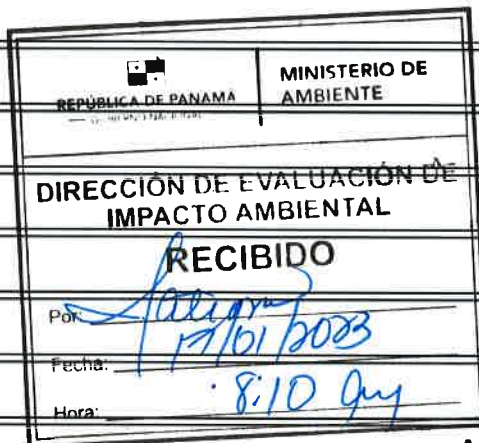 REPÚBLICA DE PANAMÁ
MINISTERIO DE
AMBIENTE
DIRECCIÓN DE EVALUACIÓN DE
IMPACTO AMBIENTAL
RECIBIDO
Por:
Fecha: 17/01/2023
Hora: 8:10